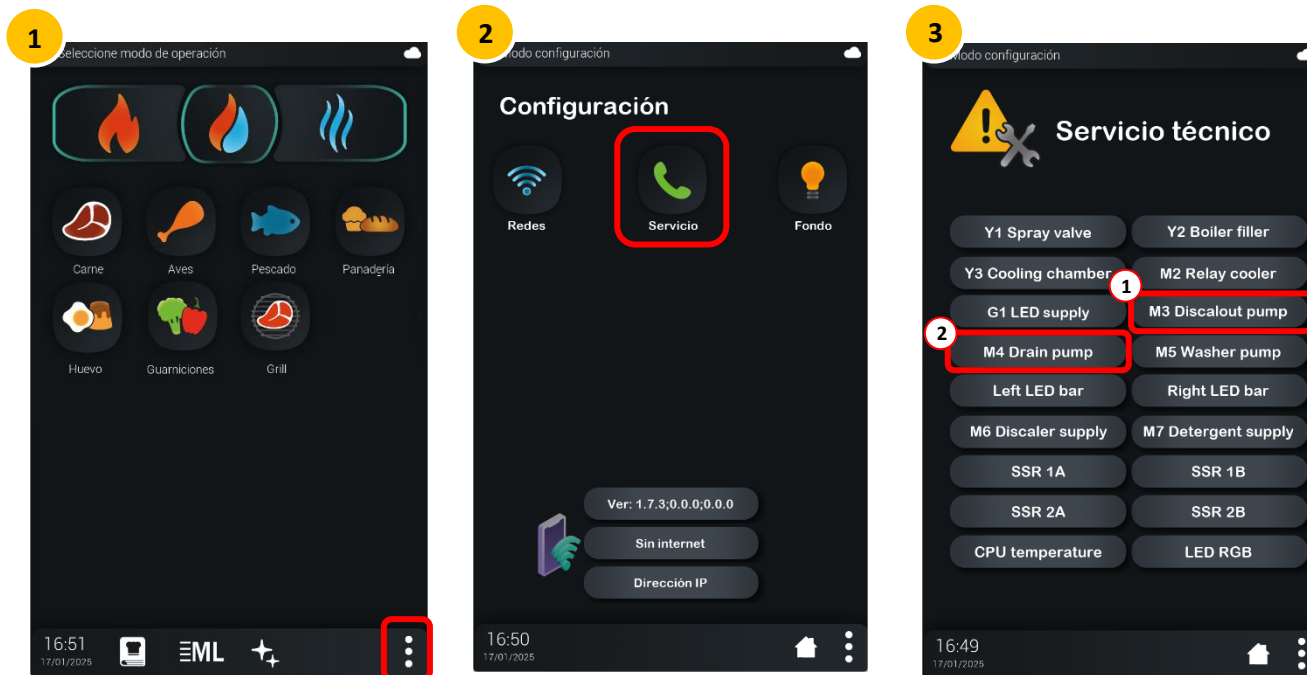 1
Seleccione modo de operación
Carne
Aves
Pescado
Panadería
Huevo
Guarniciones
Grill
16:51
17/01/2025
ML
2
Modo configuración
Configuración
Redes
Servicio
Fondo
Ver: 1.7.3;0.0.0;0.0.0
Sin internet
Dirección IP
16:50
17/01/2025
3
Modo configuración
Servicio técnico
Y1 Spray valve
Y2 Boiler filler
Y3 Cooling chamber
M2 Relay cooler
1
G1 LED supply
M3 Discalout pump
2
M4 Drain pump
M5 Washer pump
Left LED bar
Right LED bar
M6 Discaler supply
M7 Detergent supply
SSR 1A
SSR 1B
SSR 2A
SSR 2B
CPU temperature
LED RGB
16:49
17/01/2025